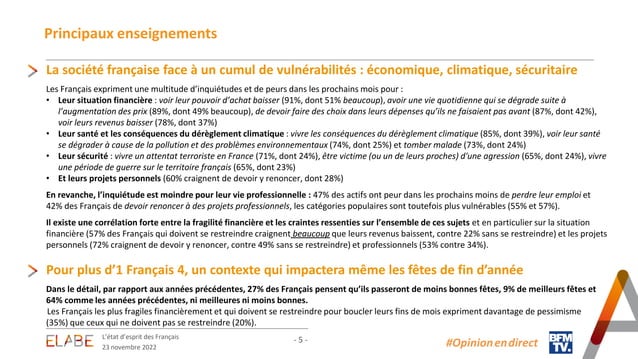 Principaux enseignements
La société française face à un cumul de vulnérabilités : économique, climatique, sécuritaire
Les Français expriment une multitude d'inquiétudes et de peurs dans les prochains mois pour :
• Leur situation financière : voir leur pouvoir d'achat baisser (91%, dont 51% beaucoup), avoir une vie quotidienne qui se dégrade suite à
l'augmentation des prix (89%, dont 49% beaucoup), de devoir faire des choix dans leurs dépenses qu'ils ne faisaient pas avant (87%, dont 42%),
voir leurs revenus baisser (78%, dont 37%)
• Leur santé et les conséquences du dérèglement climatique : vivre les conséquences du dérèglement climatique (85%, dont 39%), voir leur santé
se dégrader à cause de la pollution et des problèmes environnementaux (74%, dont 25%) et tomber malade (73%, dont 24%)
• Leur sécurité : vivre un attentat terroriste en France (71%, dont 24%), être victime (ou un de leurs proches) d'une agression (65%, dont 24%), vivre
une période de guerre sur le territoire français (65%, dont 23%)
• Et leurs projets personnels (60% craignent de devoir y renoncer, dont 28%)
En revanche, l'inquiétude est moindre pour leur vie professionnelle : 47% des actifs ont peur dans les prochains moins de perdre leur emploi et
42% des Français de devoir renoncer à des projets professionnels, les catégories populaires sont toutefois plus vulnérables (55% et 57%).
Il existe une corrélation forte entre la fragilité financière et les craintes ressenties sur l'ensemble de ces sujets et en particulier sur la situation
financière (57% des Français qui doivent se restreindre craignent beaucoup que leurs revenus baissent, contre 22% sans se restreindre) et les projets
personnels (72% craignent de devoir y renoncer, contre 49% sans se restreindre) et professionnels (53% contre 34%).
Pour plus d'1 Français 4, un contexte qui impactera même les fêtes de fin d'année
Dans le détail, par rapport aux années précédentes, 27% des Français pensent qu'ils passeront de moins bonnes fêtes, 9% de meilleurs fêtes et
64% comme les années précédentes, ni meilleures ni moins bonnes.
Les Français les plus fragiles financièrement et qui doivent se restreindre pour boucler leurs fins de mois expriment davantage de pessimisme
(35%) que ceux qui ne doivent pas se restreindre (20%).
ELABE
L'état d'esprit des Français
23 novembre 2022
- 5 -
#Opinionendirect
BFM
TV.